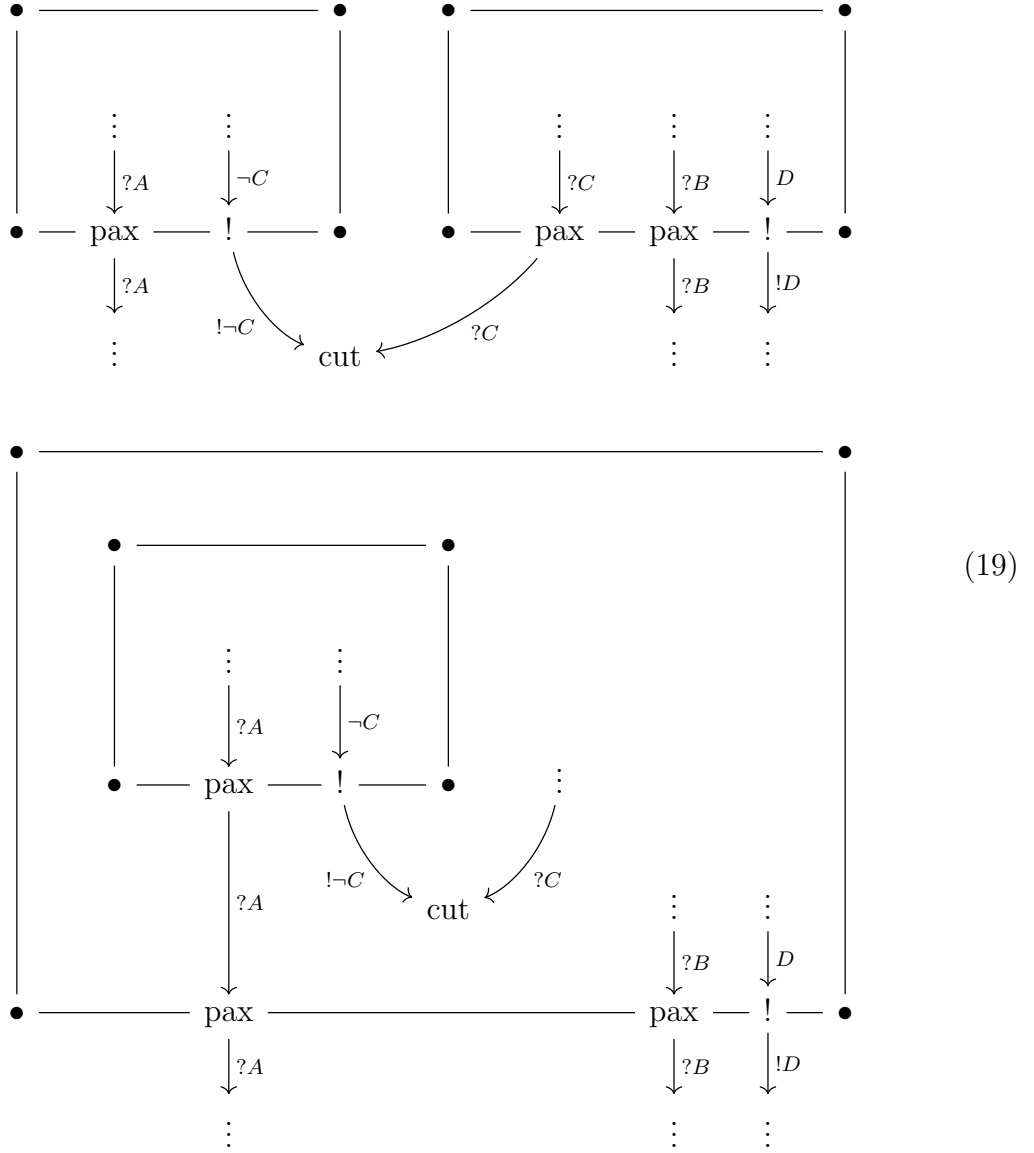 ⋮ ⋮ ⋮ ⋮ ⋮
?A ¬C ?C ?B D
pax ! pax pax !
?A ?B !D
!¬C ?C
⋮ cut ⋮ ⋮
(19)
⋮ ⋮
?A ¬C
pax ! ⋮
?A !¬C ?C
cut ⋮ ⋮
?B D
pax pax !
?A ?B !D
⋮ ⋮ ⋮